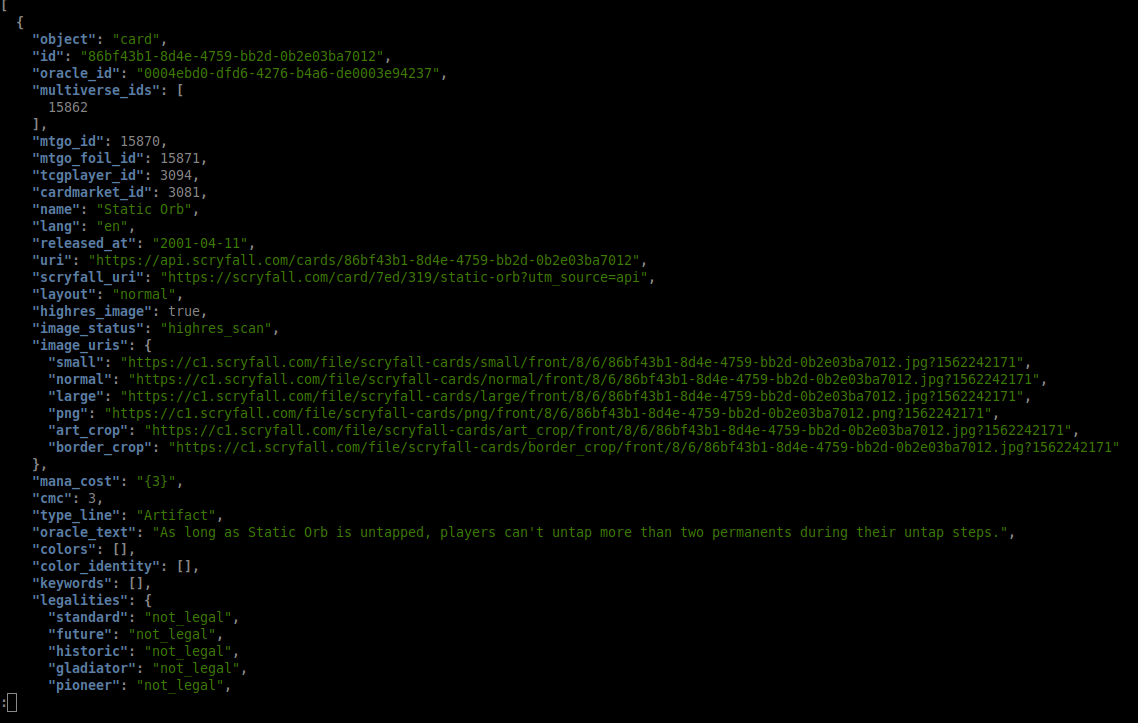 [
  {
    "object": "card",
    "id": "86bf43b1-8d4e-4759-bb2d-0b2e03ba7012",
    "oracle_id": "0004ebd0-dfd6-4276-b4a6-de0003e94237",
    "multiverse_ids": [
      15862
    ],
    "mtgo_id": 15870,
    "mtgo_foil_id": 15871,
    "tcgplayer_id": 3094,
    "cardmarket_id": 3081,
    "name": "Static Orb",
    "lang": "en",
    "released_at": "2001-04-11",
    "uri": "https://api.scryfall.com/cards/86bf43b1-8d4e-4759-bb2d-0b2e03ba7012",
    "scryfall_uri": "https://scryfall.com/card/7ed/319/static-orb?utm_source=api",
    "layout": "normal",
    "highres_image": true,
    "image_status": "highres_scan",
    "image_uris": {
      "small": "https://c1.scryfall.com/file/scryfall-cards/small/front/8/6/86bf43b1-8d4e-4759-bb2d-0b2e03ba7012.jpg?1562242171",
      "normal": "https://c1.scryfall.com/file/scryfall-cards/normal/front/8/6/86bf43b1-8d4e-4759-bb2d-0b2e03ba7012.jpg?1562242171",
      "large": "https://c1.scryfall.com/file/scryfall-cards/large/front/8/6/86bf43b1-8d4e-4759-bb2d-0b2e03ba7012.jpg?1562242171",
      "png": "https://c1.scryfall.com/file/scryfall-cards/png/front/8/6/86bf43b1-8d4e-4759-bb2d-0b2e03ba7012.png?1562242171",
      "art_crop": "https://c1.scryfall.com/file/scryfall-cards/art_crop/front/8/6/86bf43b1-8d4e-4759-bb2d-0b2e03ba7012.jpg?1562242171",
      "border_crop": "https://c1.scryfall.com/file/scryfall-cards/border_crop/front/8/6/86bf43b1-8d4e-4759-bb2d-0b2e03ba7012.jpg?1562242171"
    },
    "mana_cost": "{3}",
    "cmc": 3,
    "type_line": "Artifact",
    "oracle_text": "As long as Static Orb is untapped, players can't untap more than two permanents during their untap steps.",
    "colors": [],
    "color_identity": [],
    "keywords": [],
    "legalities": {
      "standard": "not_legal",
      "future": "not_legal",
      "historic": "not_legal",
      "gladiator": "not_legal",
      "pioneer": "not_legal",
: